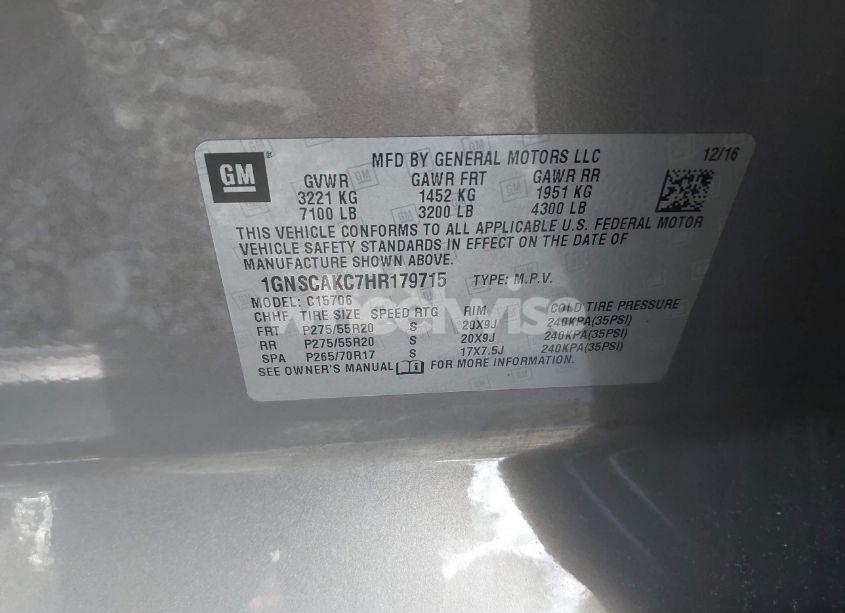 GM
MFD BY GENERAL MOTORS LLC 12/16
GVWR GAWR FRT GAWR RR
3221 KG 1452 KG 1951 KG
7100 LB 3200 LB 4300 LB
THIS VEHICLE CONFORMS TO ALL APPLICABLE U.S. FEDERAL MOTOR
VEHICLE SAFETY STANDARDS IN EFFECT ON THE DATE OF
MANUFACTURE SHOWN ABOVE.
1GNSCAKC7HR179715 TYPE: M.P.V.
MODEL: C15706
CHHF TIRE SIZE SPEED RTG RIM COLD TIRE PRESSURE
FRT P275/55R20 S 20X9J 240KPA(35PSI)
RR P275/55R20 S 20X9J 240KPA(35PSI)
SPA P265/70R17 S 17X7.5J 240KPA(35PSI)
SEE OWNER'S MANUAL FOR MORE INFORMATION.